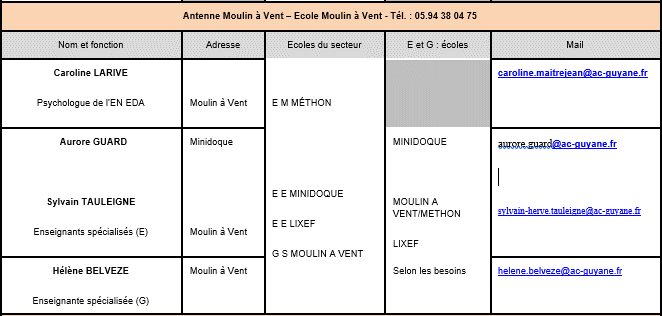 Antenne Moulin à Vent – Ecole Moulin à Vent - Tél. : 05.94 38 04 75
Nom et fonction
Adresse
Ecoles du secteur
E et G : écoles
Mail
Caroline LARIVE
Psychologue de l'EN EDA
Moulin à Vent
E M MÉTHON
caroline.maitrejean@ac-guyane.fr
Aurore GUARD
Minidoque
MINIDOQUE
aurore.guard@ac-guyane.fr
Sylvain TAULEIGNE
Enseignants spécialisés (E)
Moulin à Vent
E E MINIDOQUE
E E LIXEF
G S MOULIN A VENT
MOULIN A
VENT/METHON
LIXEF
sylvain-herve.tauleigne@ac-guyane.fr
Hélène BELVEZE
Enseignante spécialisée (G)
Moulin à Vent
Selon les besoins
helene.belveze@ac-guyane.fr